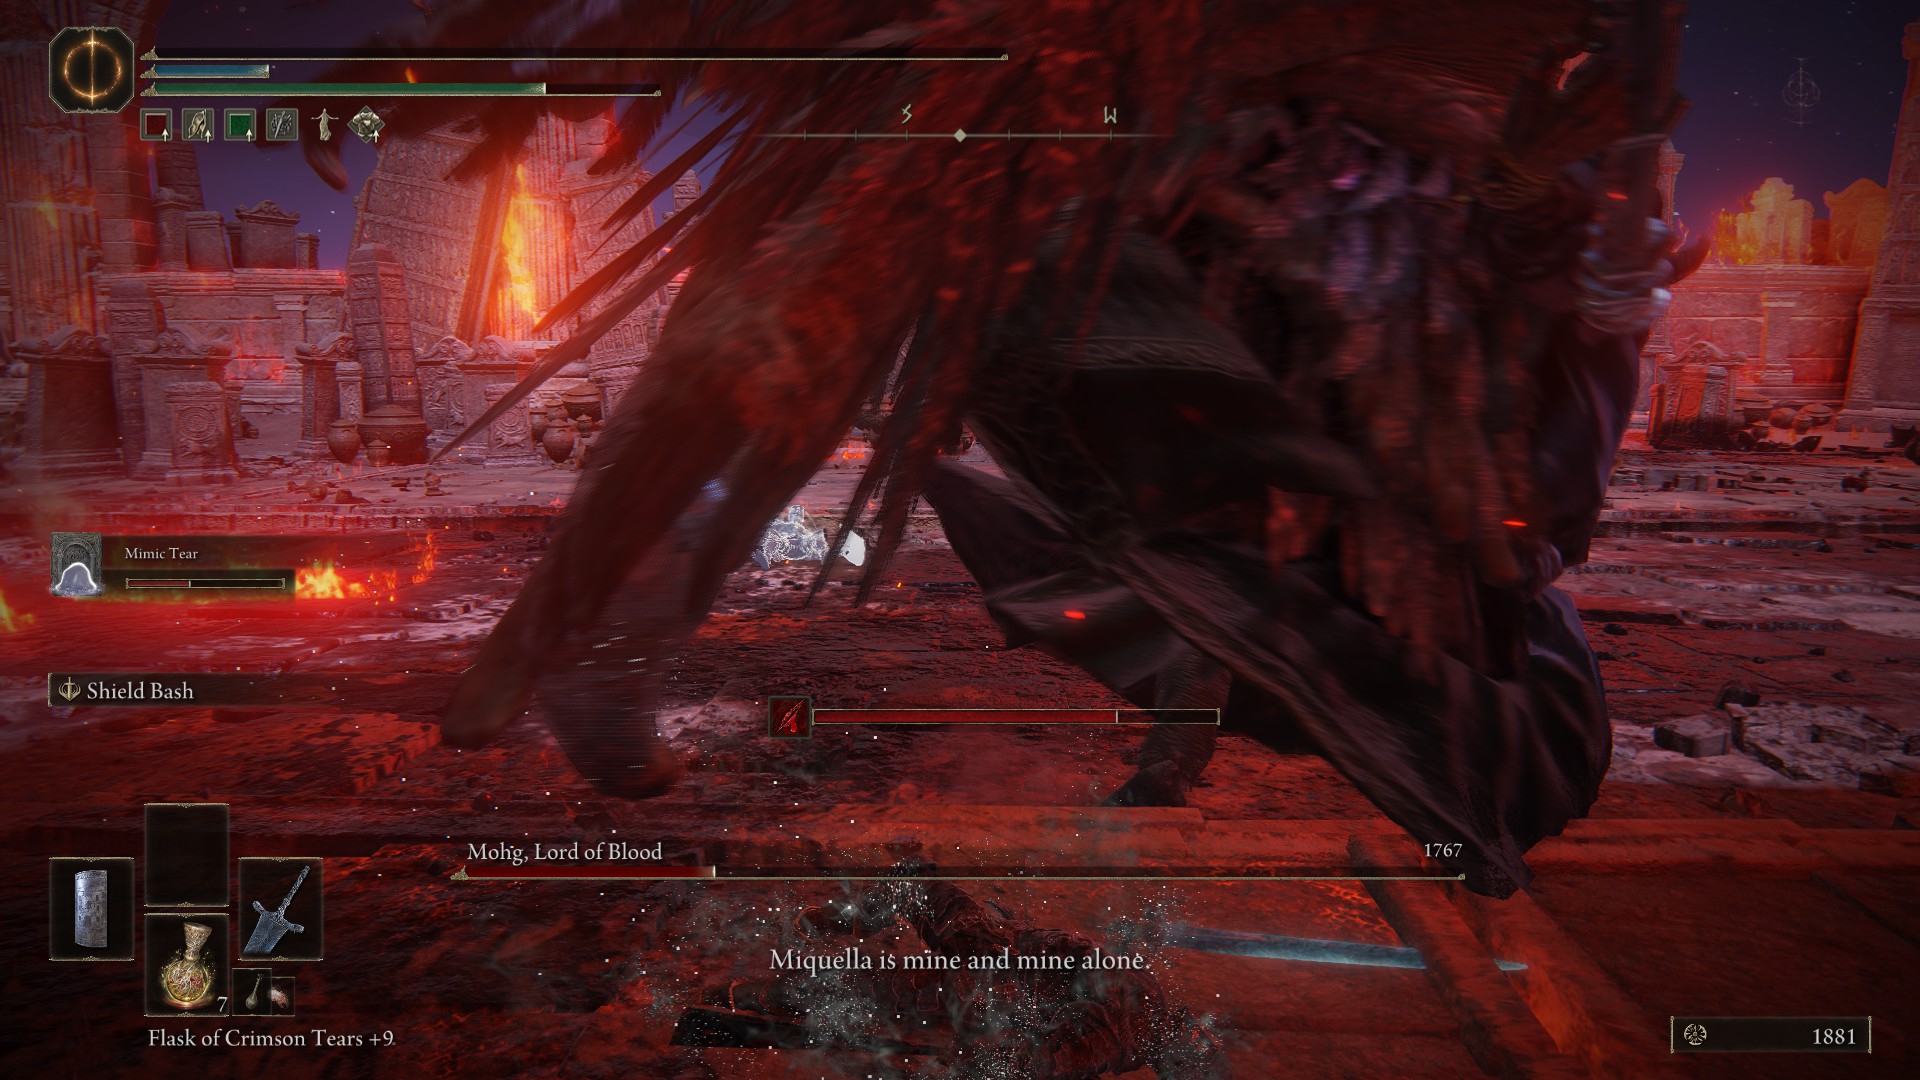 S W
Mimic Tear
Shield Bash
Mohg, Lord of Blood 1767
Miquella is mine and mine alone.
7
Flask of Crimson Tears +9
1881